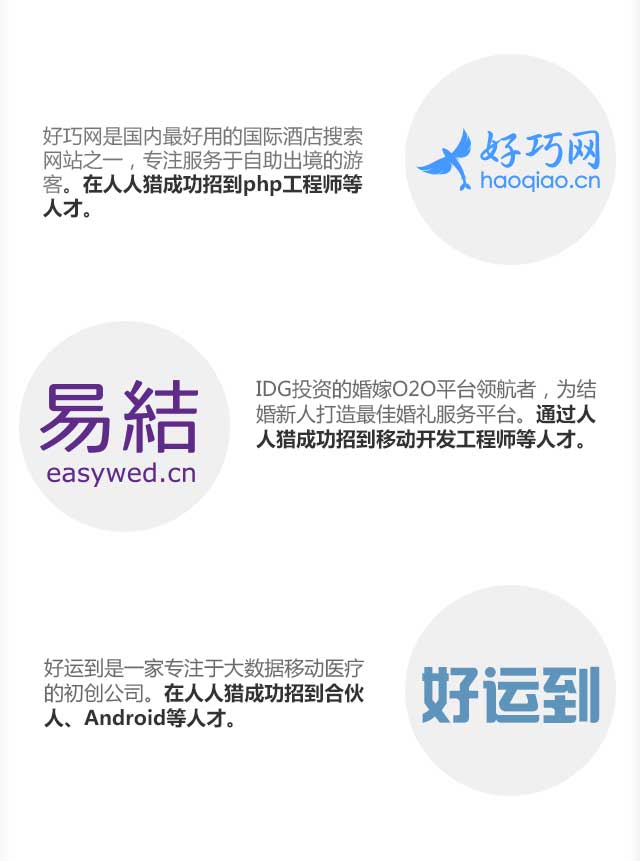 好巧网是国内最好用的国际酒店搜索
网站之一，专注服务于自助出境的游
客。在人人猎成功招到php工程师等
人才。
好巧网
haoqiao.cn
易結
easywed.cn
IDG投资的婚嫁O2O平台领航者，为结
婚新人打造最佳婚礼服务平台。通过人
人猎成功招到移动开发工程师等人才。
好运到是一家专注于大数据移动医疗
的初创公司。在人人猎成功招到合伙
人、Android等人才。
好运到